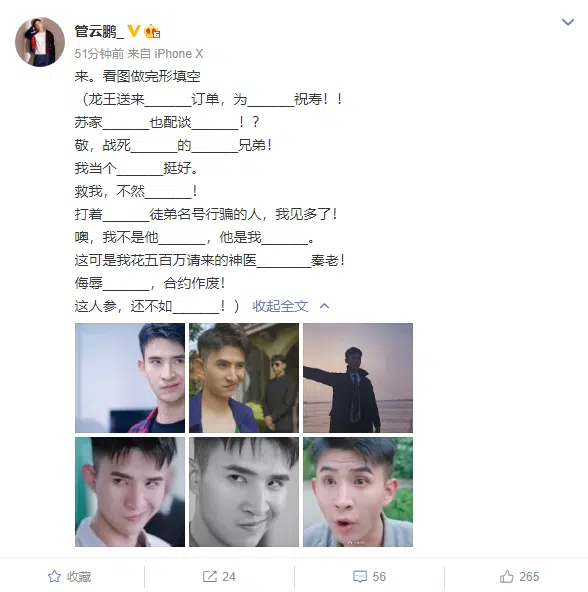 管云鹏_
51分钟前 来自 iPhone X
来。看图做完形填空
（龙王送来______订单，为______祝寿！！
苏家______也配谈______！？
敬，战死______的______兄弟！
我当个______挺好。
救我，不然______！
打着______徒弟名号行骗的人，我见多了！
噢，我不是他______，他是我______。
这可是我花五百万请来的神医_______秦老！
侮辱______，合约作废！
这人参，还不如______！） 收起全文
收藏
24
56
265